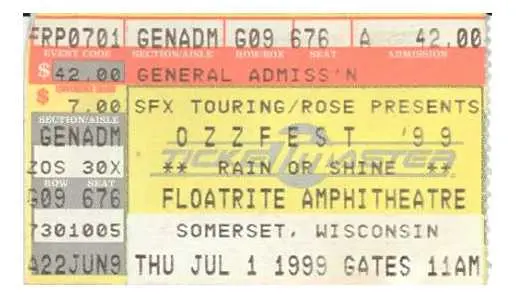 FRP0701 GENADM G09 676 A 42.00
EVENT CODE SECTION/AISLE ROW/BOX SEAT ADMISSION
$ 42.00 GENERAL ADMISS'N
$ 7.00 SFX TOURING/ROSE PRESENTS
SECTION/AISLE
GENADM OZZFEST '99
TICKETMASTER
ZOS 30X ** RAIN OR SHINE **
ROW SEAT
G09 676 FLOATRITE AMPHITHEATRE
7301005 SOMERSET, WISCONSIN
A22JUN9 THU JUL 1 1999 GATES 11AM